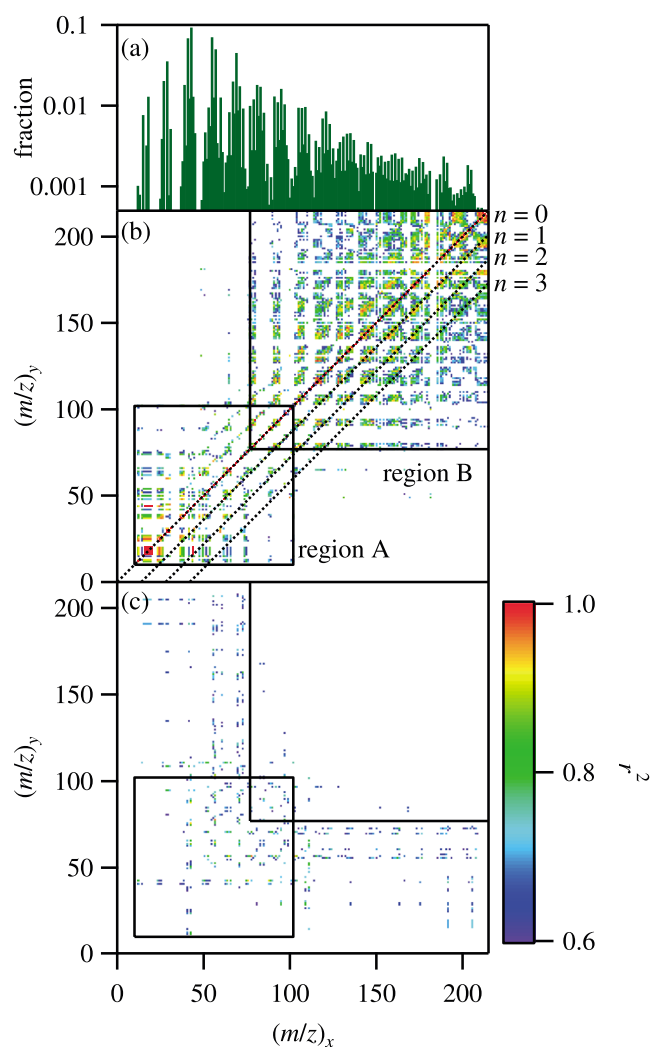 0.1
(a)
0.01
fraction
0.001
n = 0
200
(b)
n = 1
n = 2
n = 3
150
(m/z)y
100
region B
50
region A
0
(c)
200
1.0
150
(m/z)y
100
0.8
r2
50
0
0.6
0 50 100 150 200
(m/z)x